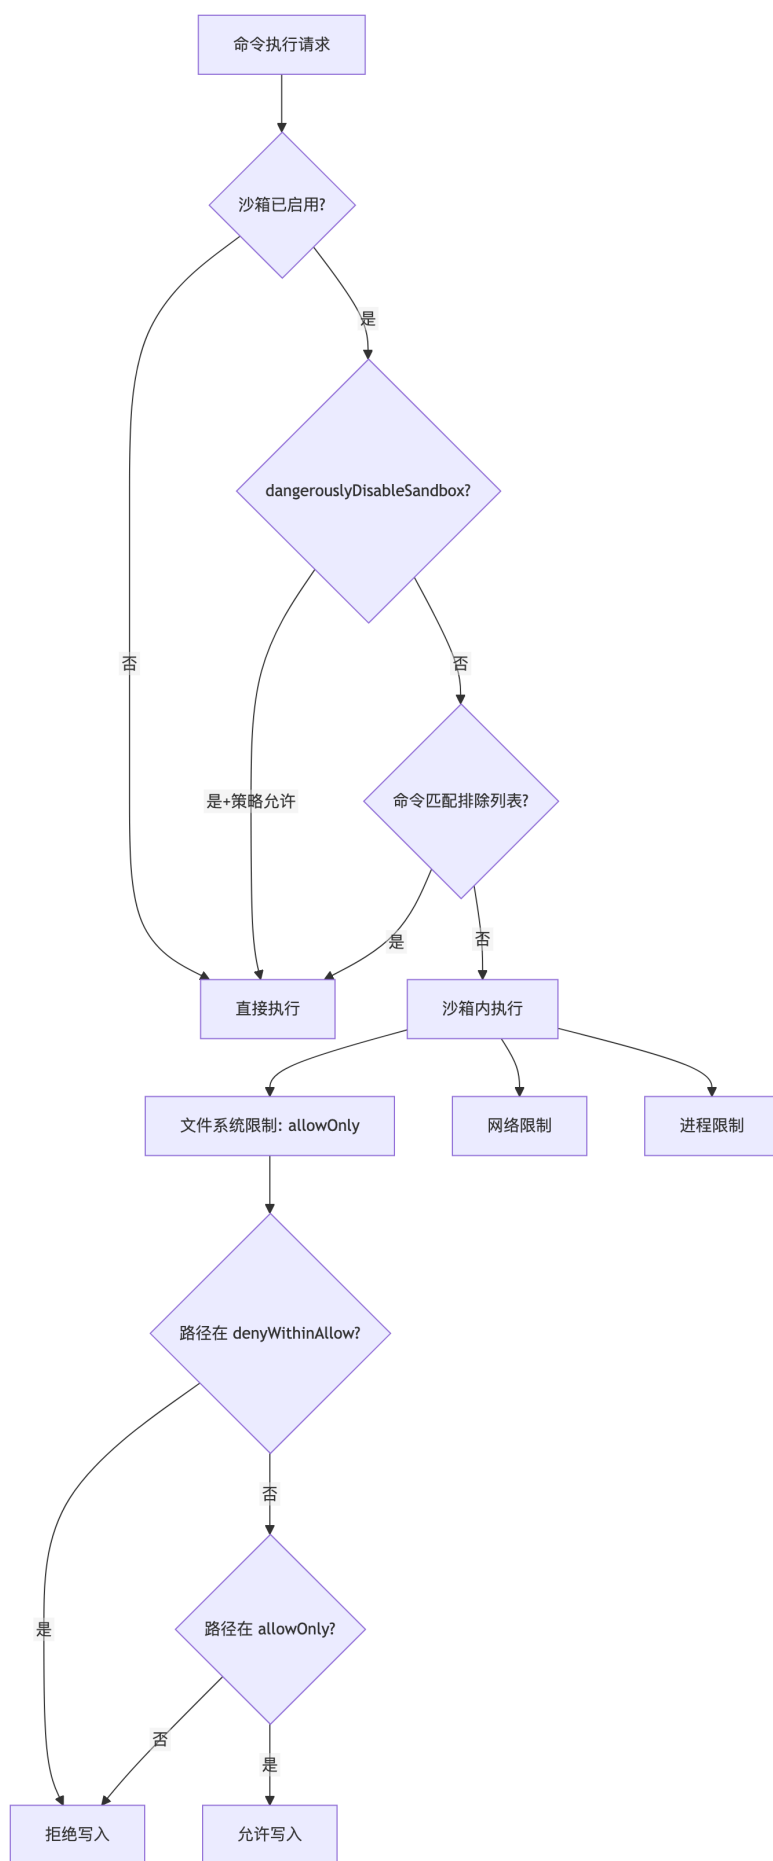 命令执行请求
沙箱已启用?
是
dangerouslyDisableSandbox?
否
否
是+策略允许
命令匹配排除列表?
是
否
直接执行
沙箱内执行
文件系统限制: allowOnly
网络限制
进程限制
路径在 denyWithinAllow?
否
是
路径在 allowOnly?
否
是
拒绝写入
允许写入